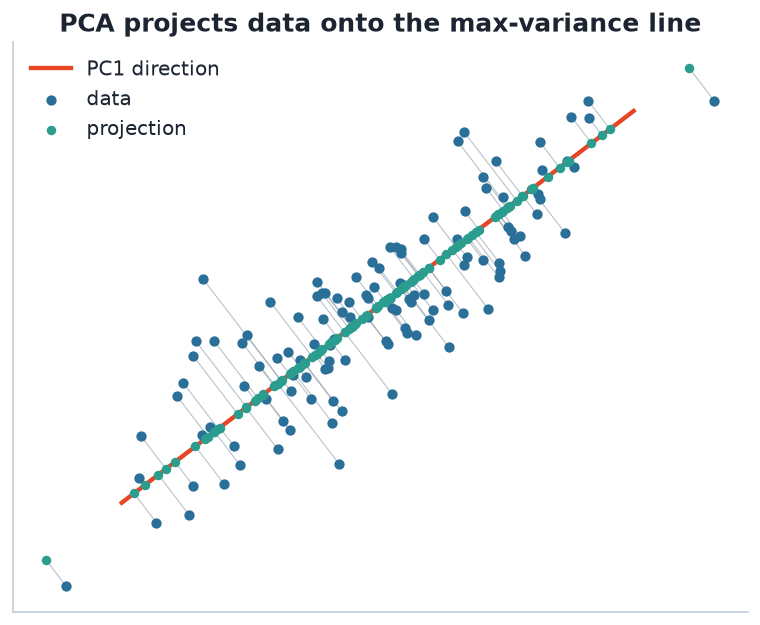 PCA projects data onto the max-variance line
PC1 direction
data
projection